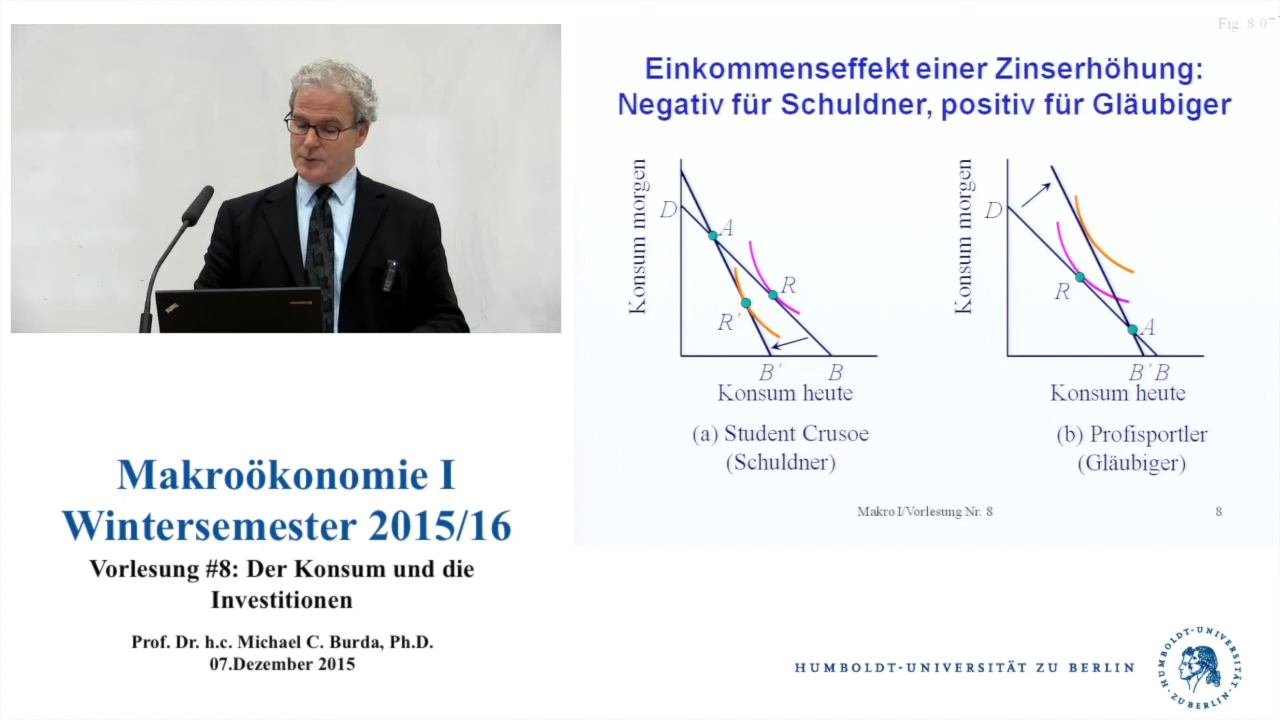 Fig. 8.07
Einkommenseffekt einer Zinserhöhung:
Negativ für Schuldner, positiv für Gläubiger
Konsum morgen
D
A
R
R'
B'
B
Konsum heute
(a) Student Crusoe
(Schuldner)
Konsum morgen
D
R
A
B'
B
Konsum heute
(b) Profisportler
(Gläubiger)
Makro I/Vorlesung Nr. 8
8
Makroökonomie I
Wintersemester 2015/16
Vorlesung #8: Der Konsum und die
Investitionen
Prof. Dr. h.c. Michael C. Burda, Ph.D.
07.Dezember 2015
HUMBOLDT-UNIVERSITÄT ZU BERLIN
HUMBOLDT-UNIVERSITÄT
ZU BERLIN